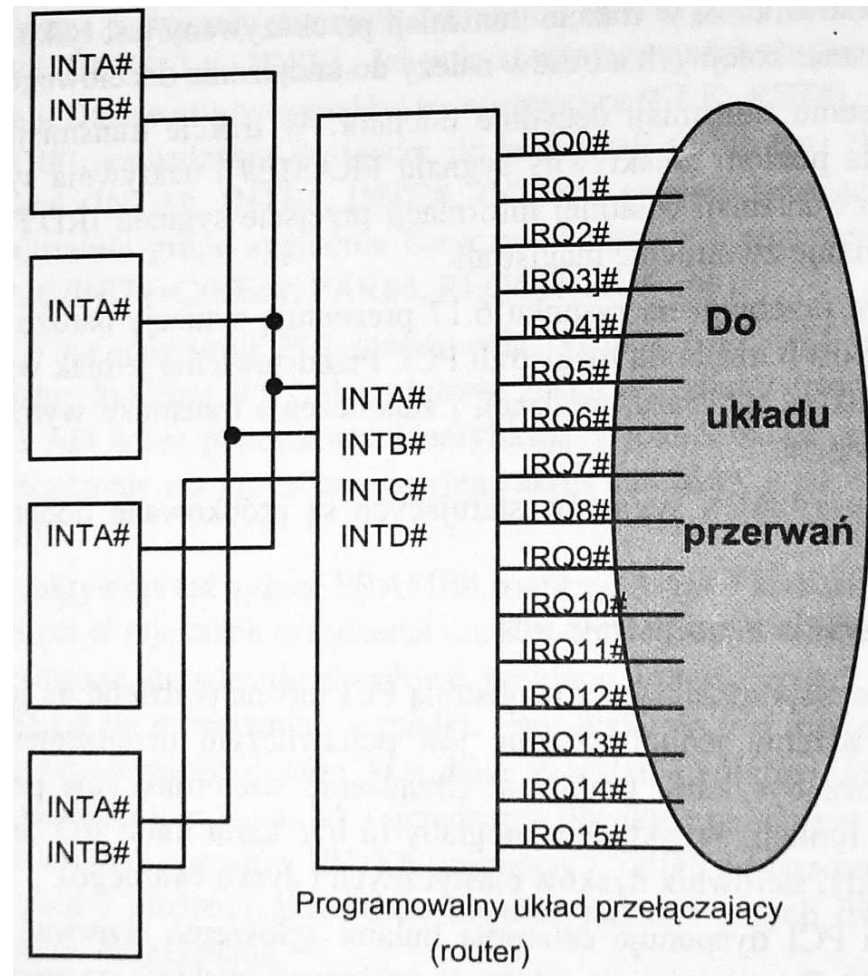 INTA#
INTB#
INTA#
INTA#
INTA#
INTB#
INTA#
INTB#
INTC#
INTD#
IRQ0#
IRQ1#
IRQ2#
IRQ3]#
IRQ4]#
IRQ5#
IRQ6#
IRQ7#
IRQ8#
IRQ9#
IRQ10#
IRQ11#
IRQ12#
IRQ13#
IRQ14#
IRQ15#
Do
układu
przerwań
Programowalny układ przełączający
(router)